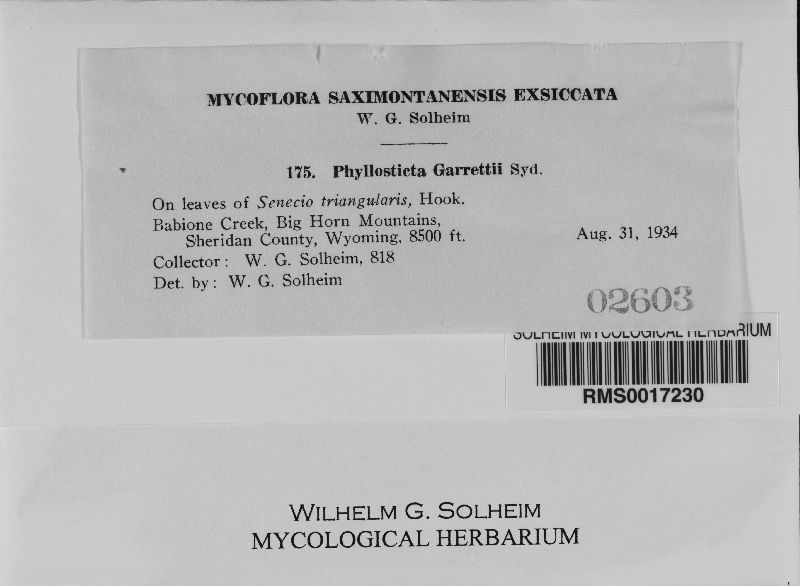 MYCOFLORA SAXIMONTANENSIS EXSICCATA
W. G. Solheim
175. Phyllosticta Garrettii Syd.
On leaves of Senecio triangularis, Hook.
Babione Creek, Big Horn Mountains,
Sheridan County, Wyoming, 8500 ft. Aug. 31, 1934
Collector: W. G. Solheim, 818
Det. by: W. G. Solheim
02603
SOLHEIM MYCOLOGICAL HERBARIUM
RMS0017230
WILHELM G. SOLHEIM
MYCOLOGICAL HERBARIUM